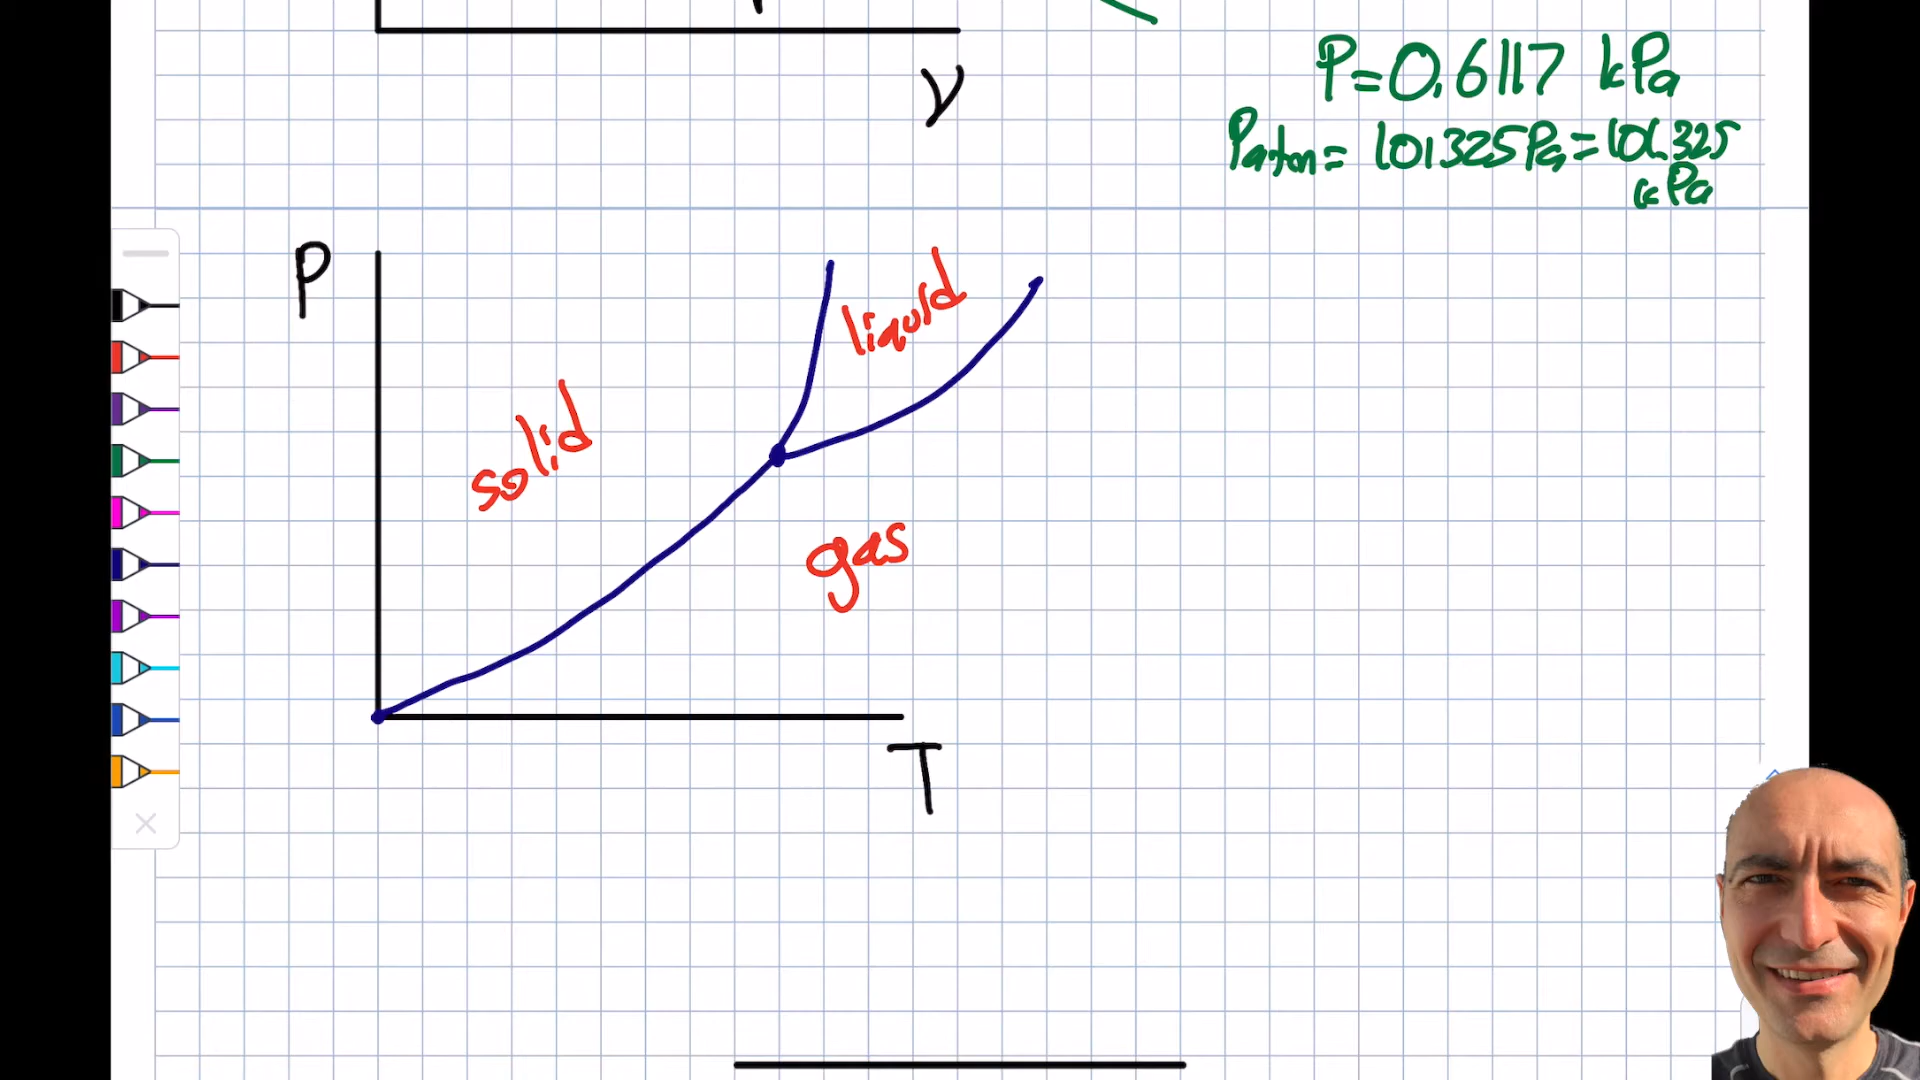 ν
P=0.6117 kPa
Patm= 101325Pa=101.325
kPa
P
liquid
solid
gas
T